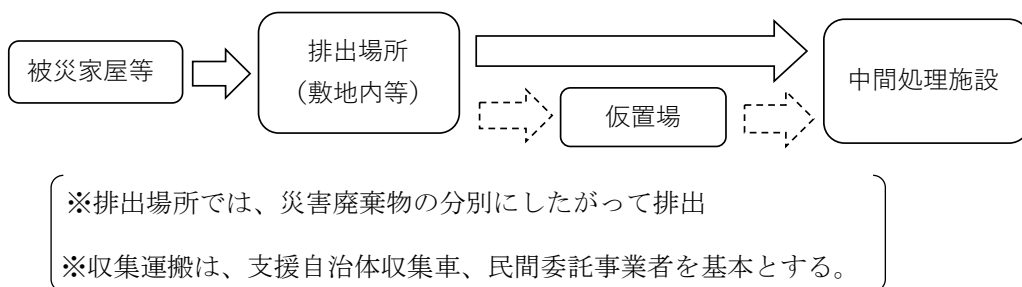 被災家屋等
排出場所
（敷地内等）
仮置場
中間処理施設
※排出場所では、災害廃棄物の分別にしたがって排出
※収集運搬は、支援自治体収集車、民間委託事業者を基本とする。